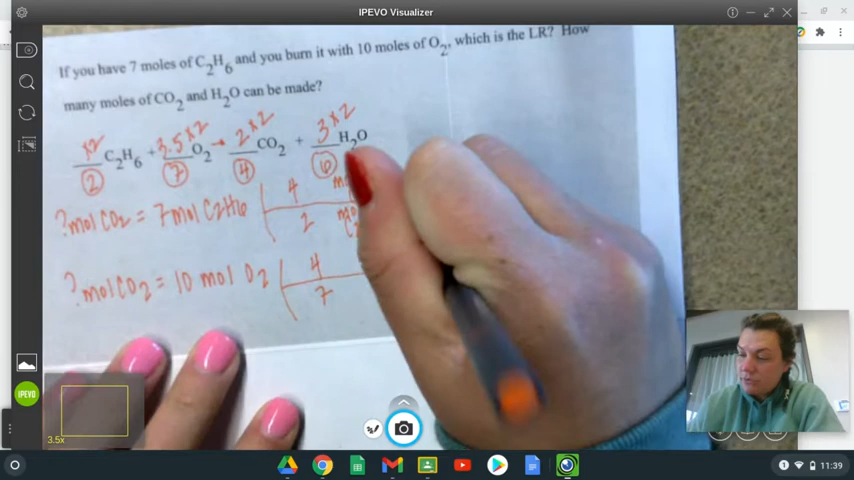 IPEVO Visualizer
If you have 7 moles of C2H6 and you burn it with 10 moles of O2, which is the LR? How
many moles of CO2 and H2O can be made?
x2 3.5x2 2x2 3x2
C2H6 + O2 → CO2 + H2O
2 7 4 6
?mol CO2 = 7 mol C2H6 4
2
?mol CO2 = 10 mol O2 4
7
IPEVO
3.5x
1 11:39